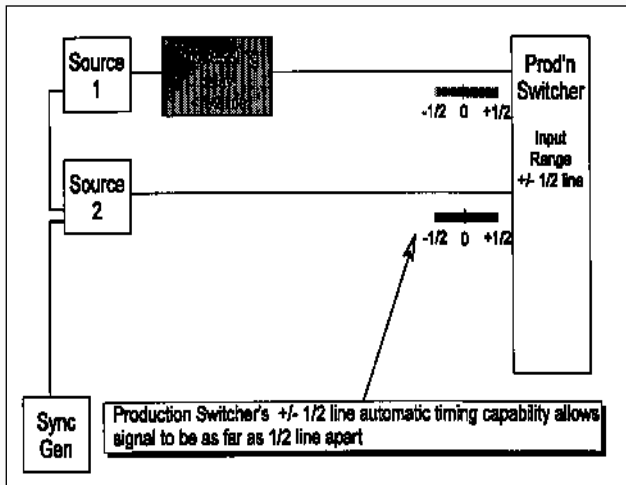 Source
1
Prod'n
Switcher
-1/2 0 +1/2
Input
Range
+/- 1/2 line
Source
2
-1/2 0 +1/2
Sync
Gen
Production Switcher's +/- 1/2 line automatic timing capability allows
signal to be as far as 1/2 line apart